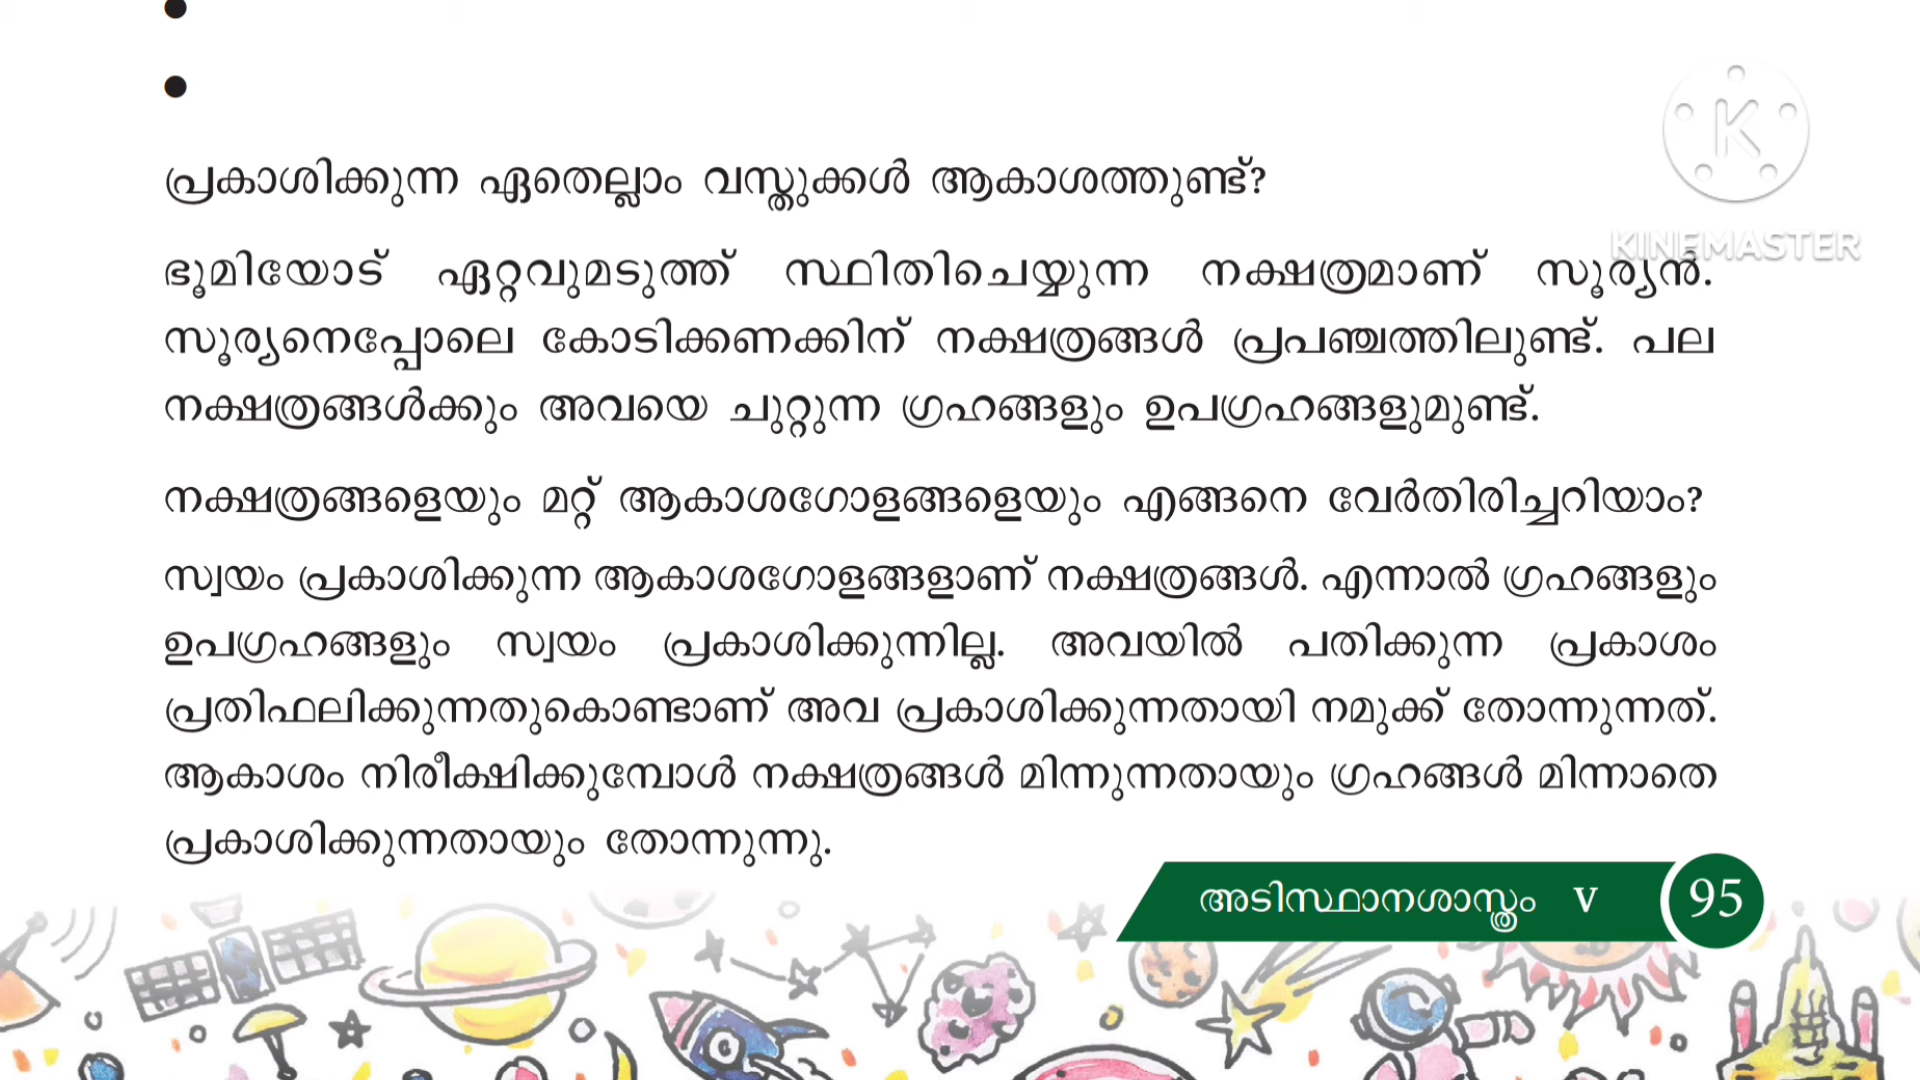 •
•
K
KINEMASTER
പ്രകാശിക്കുന്ന ഏതെല്ലാം വസ്തുക്കൾ ആകാശത്തുണ്ട്?
ഭൂമിയോട് ഏറ്റവുമടുത്ത് സ്ഥിതിചെയ്യുന്ന നക്ഷത്രമാണ് സൂര്യൻ.
സൂര്യനെപ്പോലെ കോടിക്കണക്കിന് നക്ഷത്രങ്ങൾ പ്രപഞ്ചത്തിലുണ്ട്. പല
നക്ഷത്രങ്ങൾക്കും അവയെ ചുറ്റുന്ന ഗ്രഹങ്ങളും ഉപഗ്രഹങ്ങളുമുണ്ട്.
നക്ഷത്രങ്ങളെയും മറ്റ് ആകാശഗോളങ്ങളെയും എങ്ങനെ വേർതിരിച്ചറിയാം?
സ്വയം പ്രകാശിക്കുന്ന ആകാശഗോളങ്ങളാണ് നക്ഷത്രങ്ങൾ. എന്നാൽ ഗ്രഹങ്ങളും
ഉപഗ്രഹങ്ങളും സ്വയം പ്രകാശിക്കുന്നില്ല. അവയിൽ പതിക്കുന്ന പ്രകാശം
പ്രതിഫലിക്കുന്നതുകൊണ്ടാണ് അവ പ്രകാശിക്കുന്നതായി നമുക്ക് തോന്നുന്നത്.
ആകാശം നിരീക്ഷിക്കുമ്പോൾ നക്ഷത്രങ്ങൾ മിന്നുന്നതായും ഗ്രഹങ്ങൾ മിന്നാതെ
പ്രകാശിക്കുന്നതായും തോന്നുന്നു.
അടിസ്ഥാനശാസ്ത്രം V 95